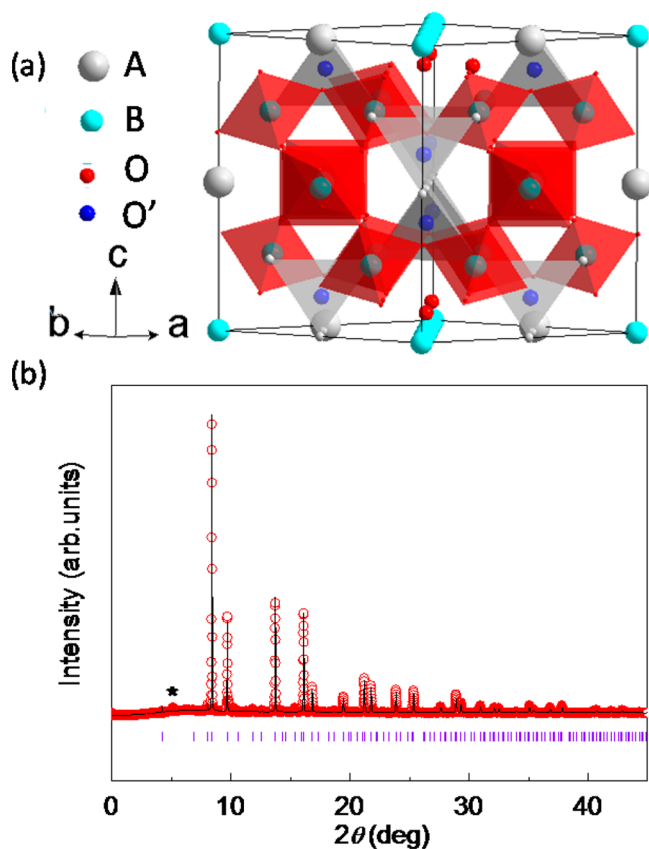 (a)
A
B
O
O'
c
b
a
(b)
Intensity (arb.units)
*
0
10
20
30
40
2θ (deg)